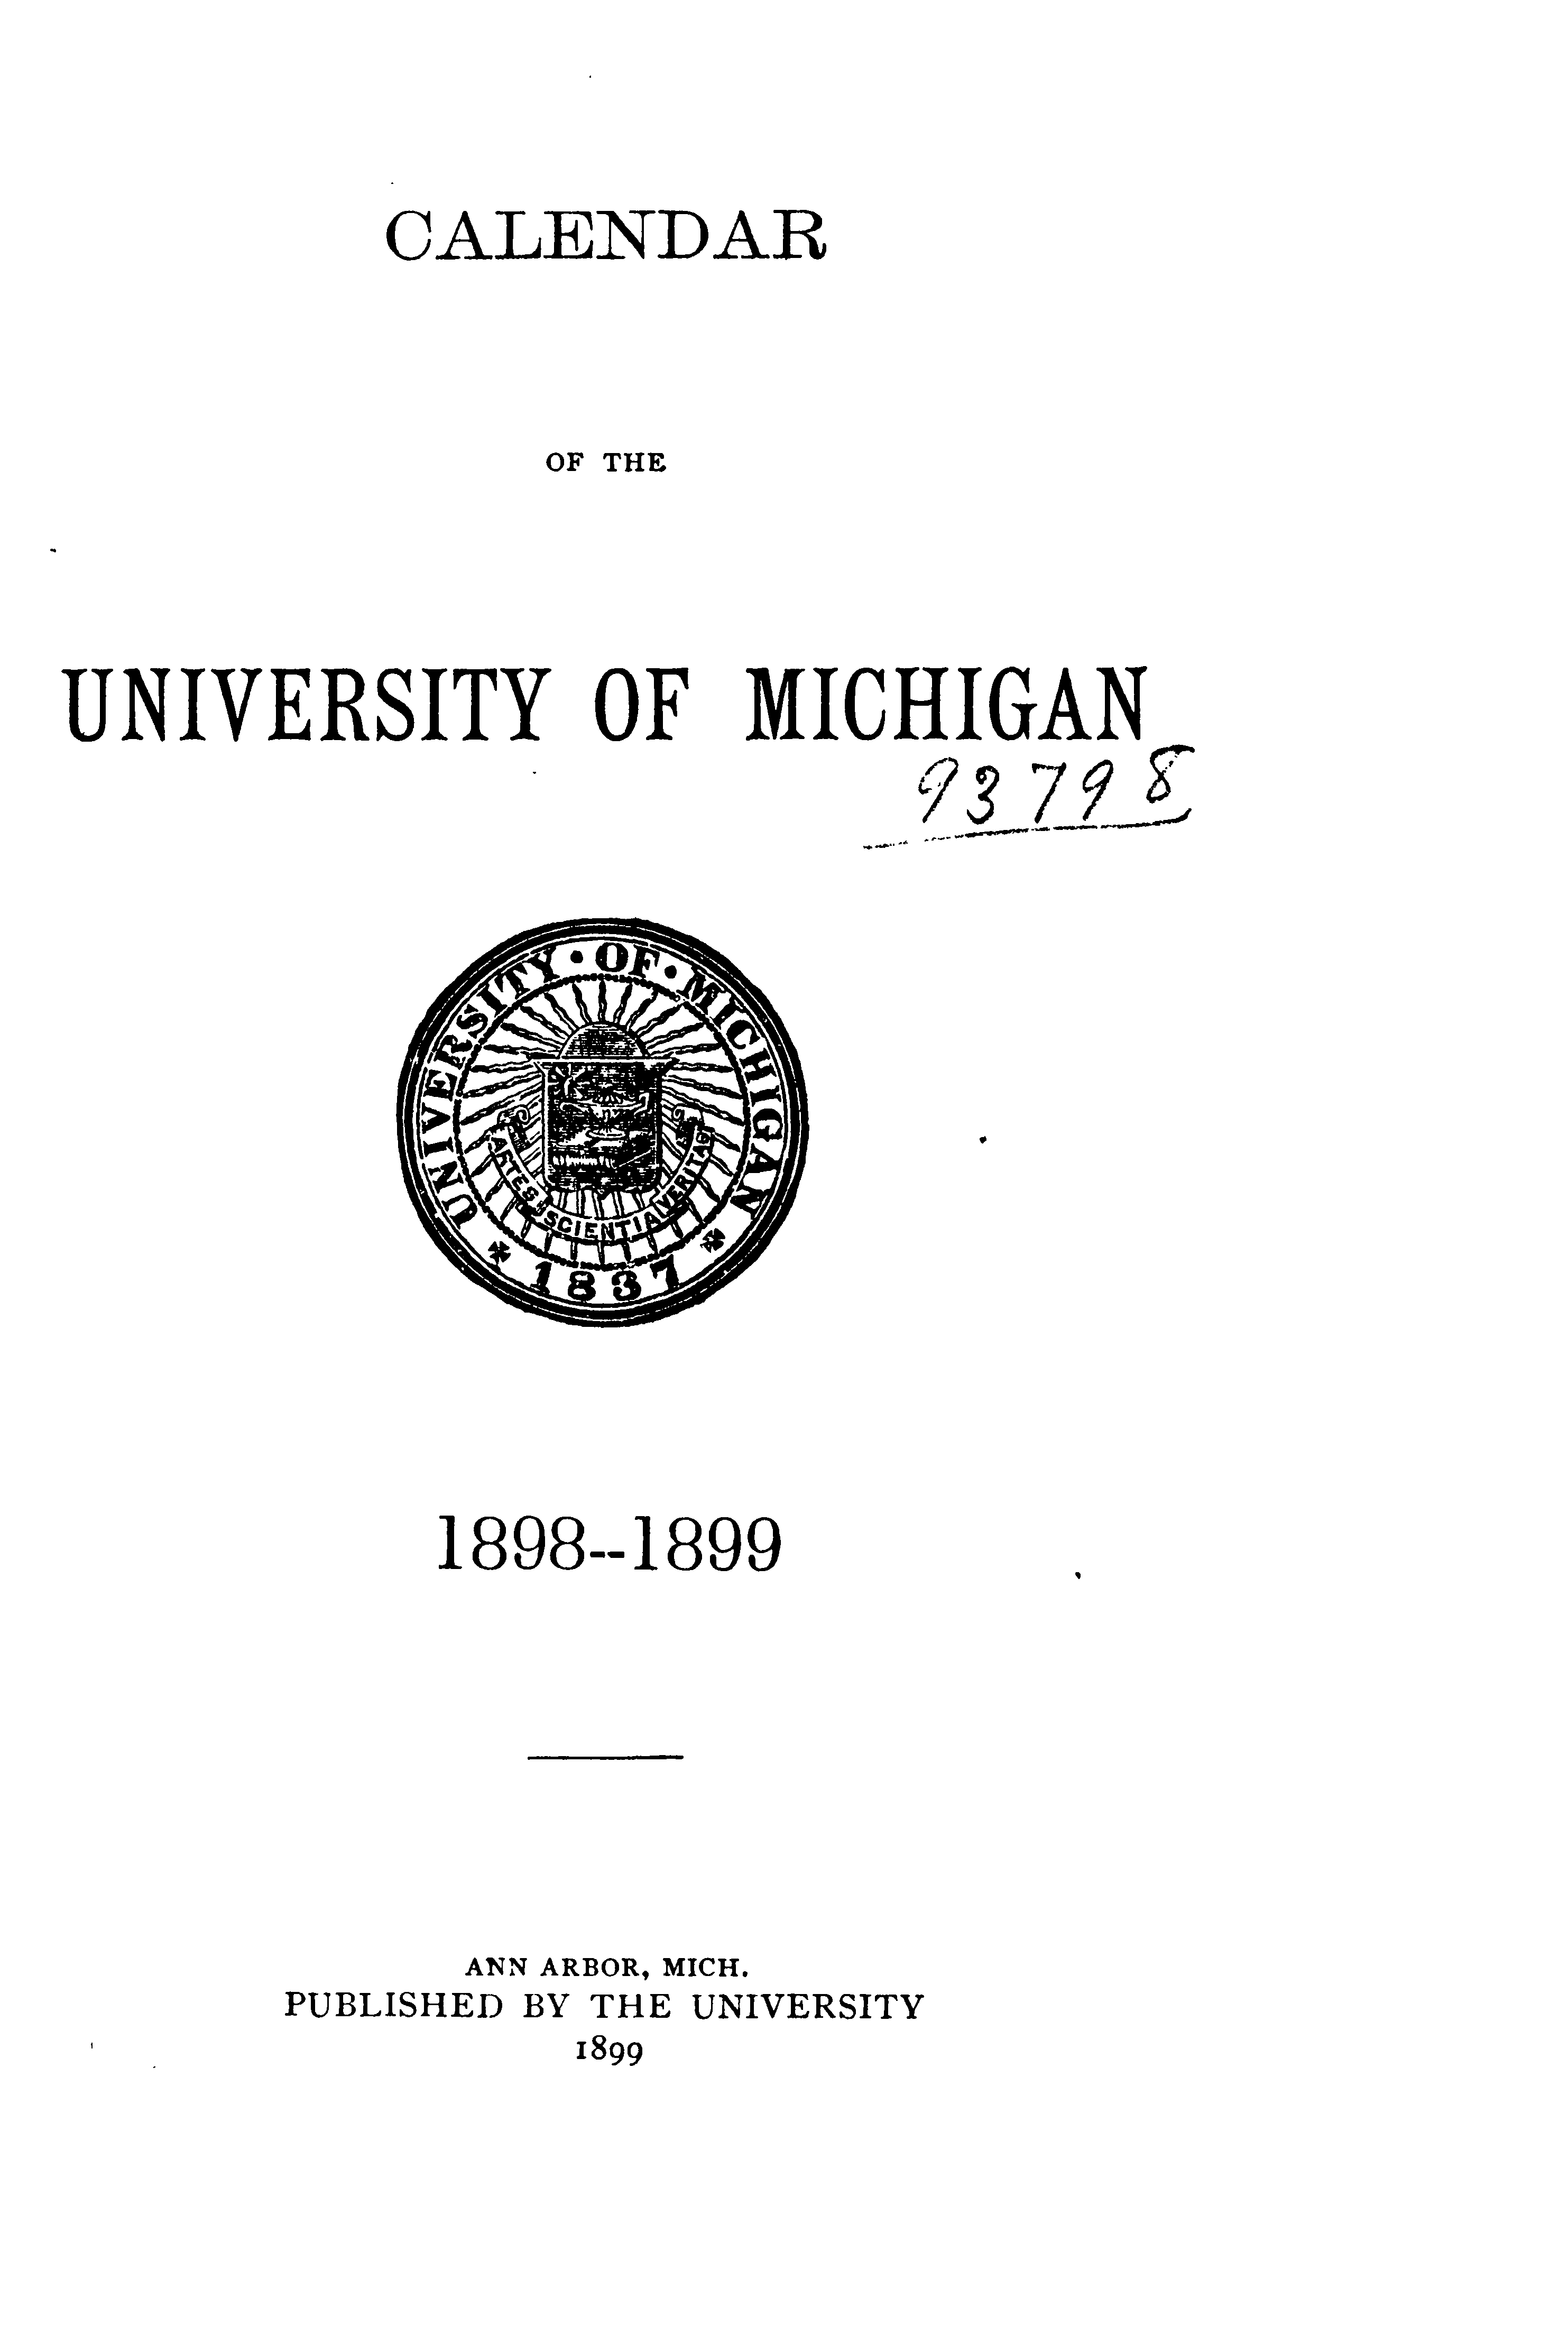 CALENDAR
OF THE
UNIVERSITY OF MICHIGAN
93798
UNIVERSITY · OF · MICHIGAN
ARTES SCIENTIA VERITAS
* 1837 *
1898--1899
ANN ARBOR, MICH.
PUBLISHED BY THE UNIVERSITY
1899